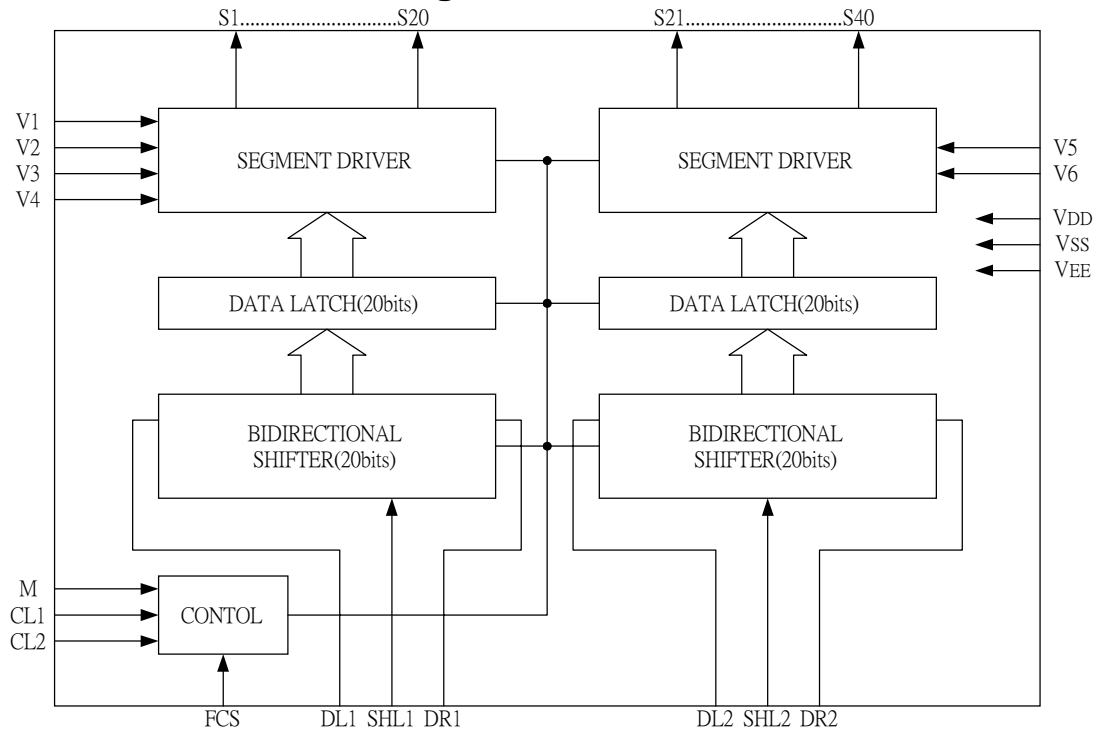 S1..............................S20
S21..............................S40
V1
V2
V3
V4
SEGMENT DRIVER
SEGMENT DRIVER
V5
V6
VDD
VSS
VEE
DATA LATCH(20bits)
DATA LATCH(20bits)
BIDIRECTIONAL
SHIFTER(20bits)
BIDIRECTIONAL
SHIFTER(20bits)
M
CL1
CL2
CONTOL
FCS
DL1
SHL1
DR1
DL2
SHL2
DR2